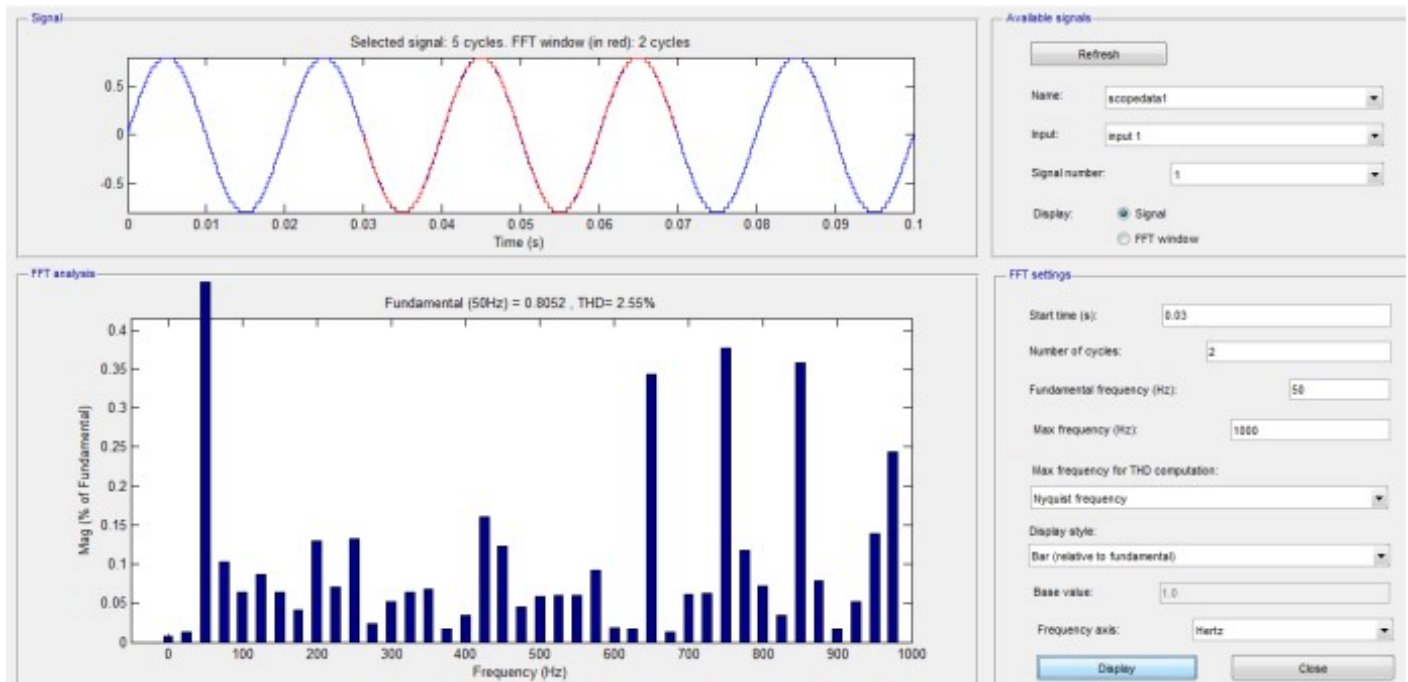 Signal
Selected signal: 5 cycles. FFT window (in red): 2 cycles
0.5
0
-0.5
0 0.01 0.02 0.03 0.04 0.05 0.06 0.07 0.08 0.09 0.1
Time (s)
Available signals
Refresh
Name: scopedata1
Input: input 1
Signal number: 1
Display: Signal
FFT window
FFT analysis
Fundamental (50Hz) = 0.8052 , THD= 2.55%
Mag (% of Fundamental)
0.4
0.35
0.3
0.25
0.2
0.15
0.1
0.05
0
0 100 200 300 400 500 600 700 800 900 1000
Frequency (Hz)
FFT settings
Start time (s): 0.03
Number of cycles: 2
Fundamental frequency (Hz): 50
Max frequency (Hz): 1000
Max frequency for THD computation:
Nyquist frequency
Display style:
Bar (relative to fundamental)
Base value: 1.0
Frequency axis: Hertz
Display Close